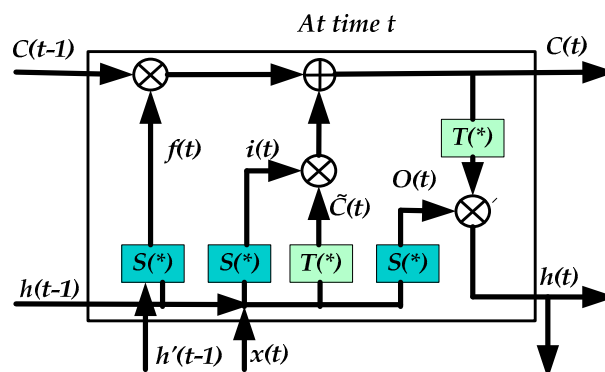 At time t
C(t-1)
C(t)
f(t)
i(t)
T(*)
O(t)
C̃(t)
S(*)
S(*)
T(*)
S(*)
h(t-1)
h(t)
h'(t-1)
x(t)